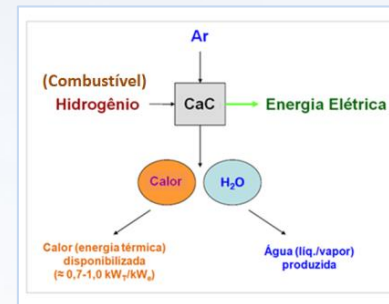 Ar
(Combustível)
Hidrogênio
CaC
Energia Elétrica
Calor
H₂O
Calor (energia térmica)
disponibilizada
(≈ 0,7-1,0 kWT/kWe)
Água (líq./vapor)
produzida